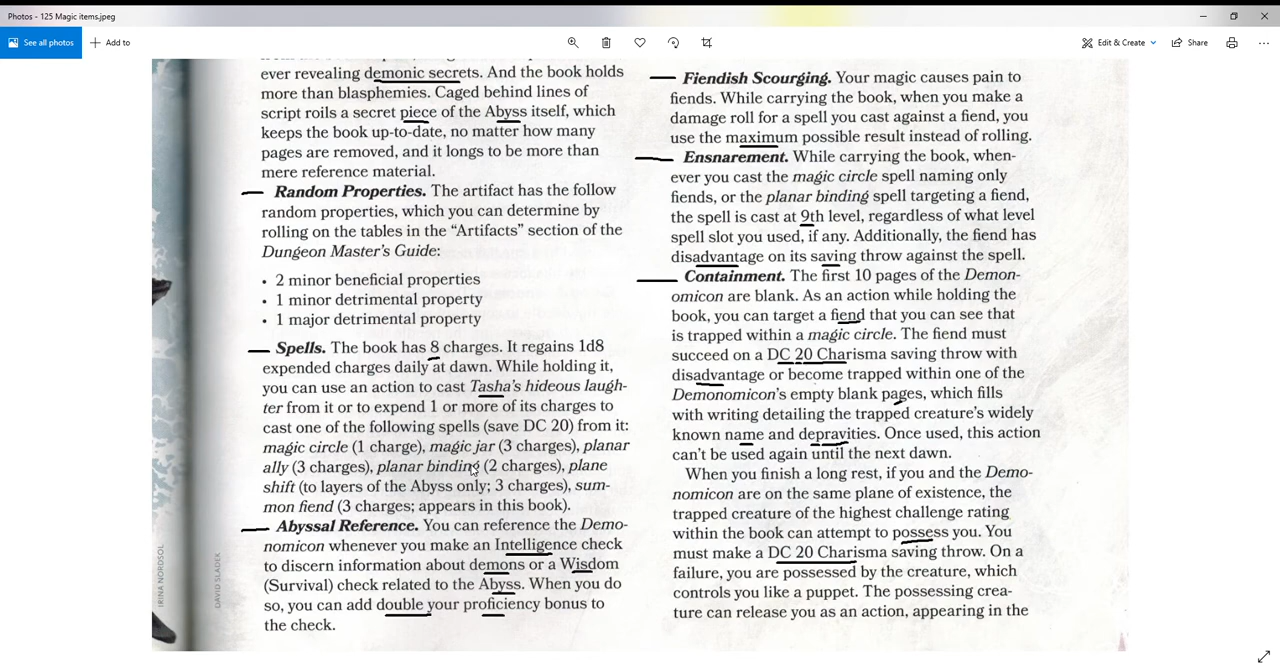 Photos - 125 Magic items.jpeg
See all photos
Add to
Edit & Create
Share
ever revealing demonic secrets. And the book holds
more than blasphemies. Caged behind lines of
script roils a secret piece of the Abyss itself, which
keeps the book up-to-date, no matter how many
pages are removed, and it longs to be more than
mere reference material.
Random Properties. The artifact has the follow
random properties, which you can determine by
rolling on the tables in the “Artifacts” section of the
Dungeon Master's Guide:
• 2 minor beneficial properties
• 1 minor detrimental property
• 1 major detrimental property
Spells. The book has 8 charges. It regains 1d8
expended charges daily at dawn. While holding it,
you can use an action to cast Tasha's hideous laugh-
ter from it or to expend 1 or more of its charges to
cast one of the following spells (save DC 20) from it:
magic circle (1 charge), magic jar (3 charges), planar
ally (3 charges), planar binding (2 charges), plane
shift (to layers of the Abyss only; 3 charges), sum-
mon fiend (3 charges; appears in this book).
Abyssal Reference. You can reference the Demo-
nomicon whenever you make an Intelligence check
to discern information about demons or a Wisdom
(Survival) check related to the Abyss. When you do
so, you can add double your proficiency bonus to
the check.
IRINA NORDSOL
DAVID SLADEK
Fiendish Scourging. Your magic causes pain to
fiends. While carrying the book, when you make a
damage roll for a spell you cast against a fiend, you
use the maximum possible result instead of rolling.
Ensnarement. While carrying the book, when-
ever you cast the magic circle spell naming only
fiends, or the planar binding spell targeting a fiend,
the spell is cast at 9th level, regardless of what level
spell slot you used, if any. Additionally, the fiend has
disadvantage on its saving throw against the spell.
Containment. The first 10 pages of the Demon-
omicon are blank. As an action while holding the
book, you can target a fiend that you can see that
is trapped within a magic circle. The fiend must
succeed on a DC 20 Charisma saving throw with
disadvantage or become trapped within one of the
Demonomicon's empty blank pages, which fills
with writing detailing the trapped creature's widely
known name and depravities. Once used, this action
can't be used again until the next dawn.
When you finish a long rest, if you and the Demo-
nomicon are on the same plane of existence, the
trapped creature of the highest challenge rating
within the book can attempt to possess you. You
must make a DC 20 Charisma saving throw. On a
failure, you are possessed by the creature, which
controls you like a puppet. The possessing crea-
ture can release you as an action, appearing in the